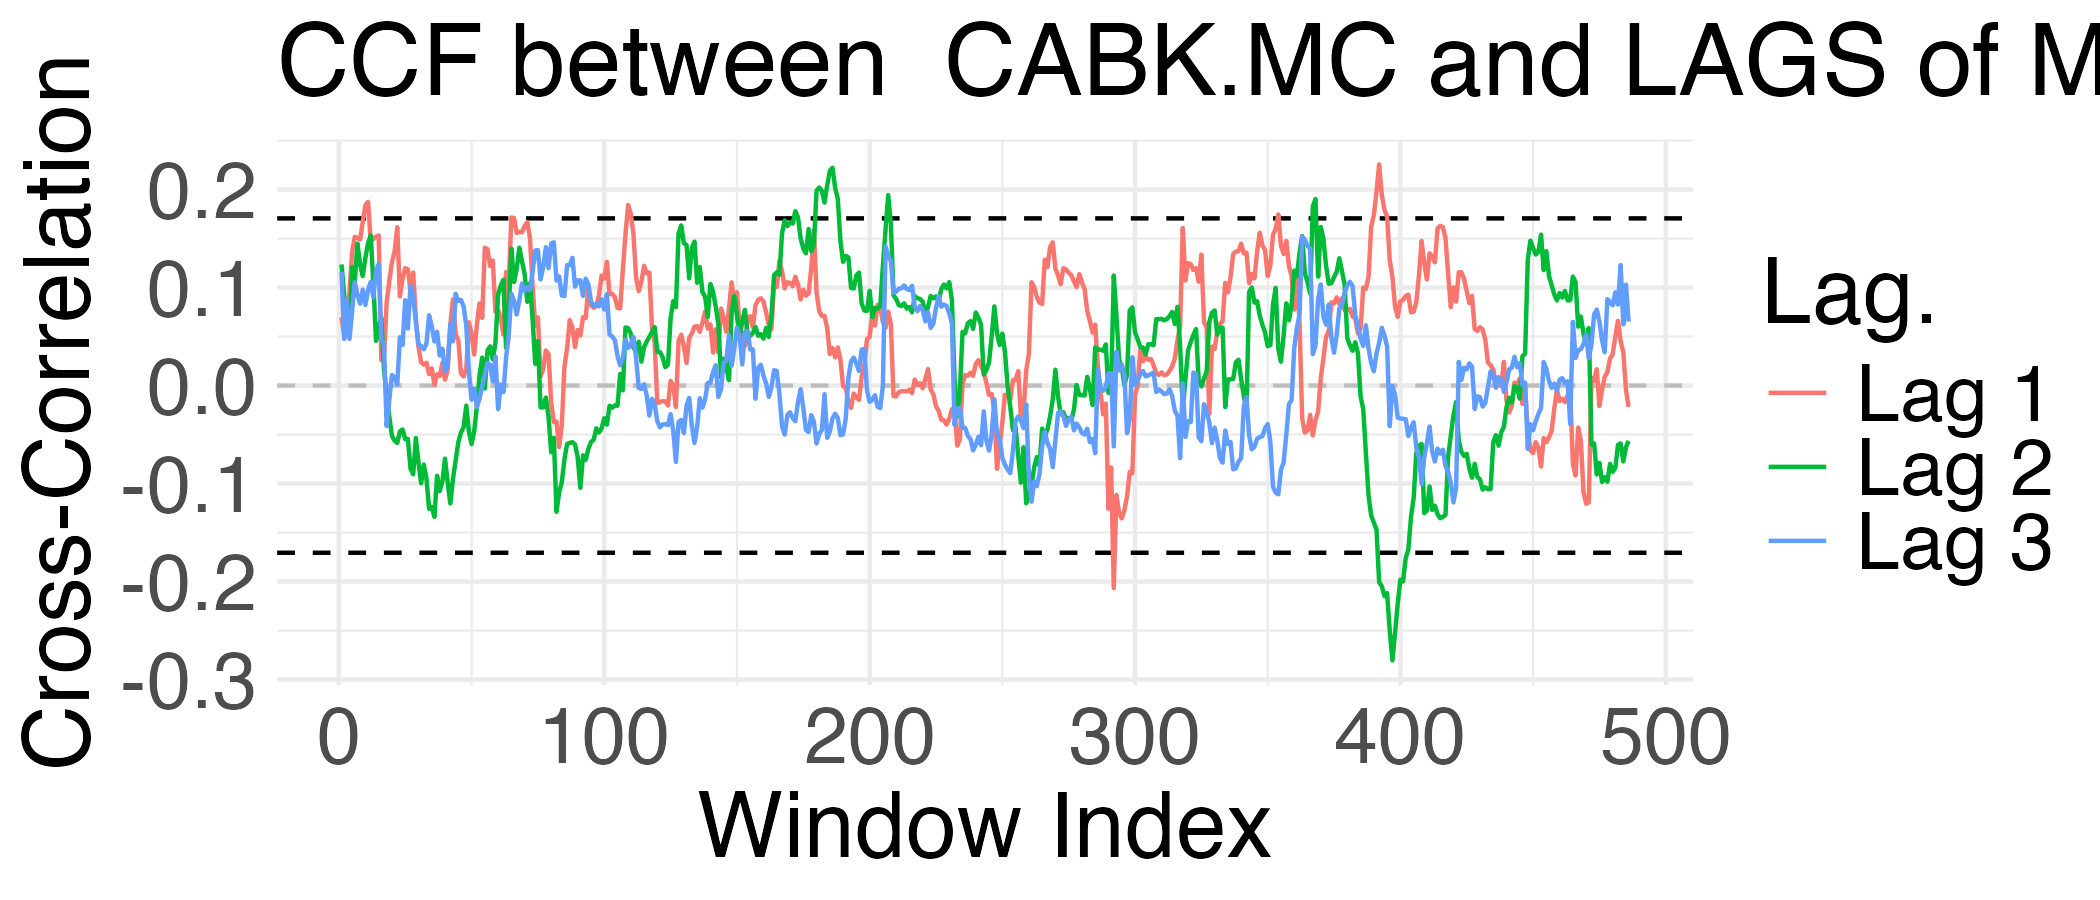 CCF between  CABK.MC and LAGS of M
Cross-Correlation
0.2
0.1
0.0
-0.1
-0.2
-0.3
0 100 200 300 400 500
Window Index
Lag.
Lag 1
Lag 2
Lag 3